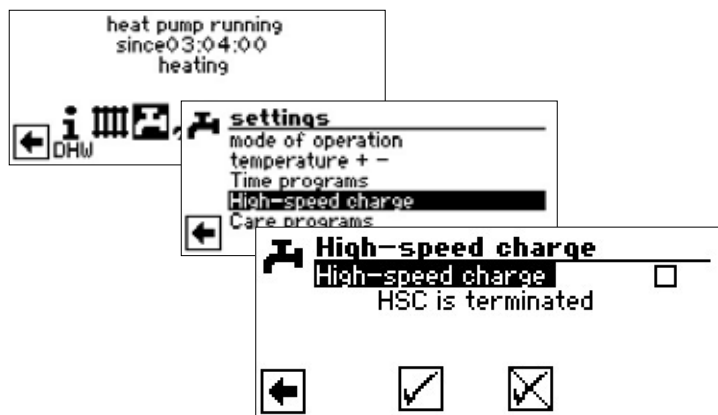 heat pump running
since03:04:00
heating
DHW
settings
mode of operation
temperature + -
Time programs
High-speed charge
Care programs
High-speed charge
High-speed charge
HSC is terminated